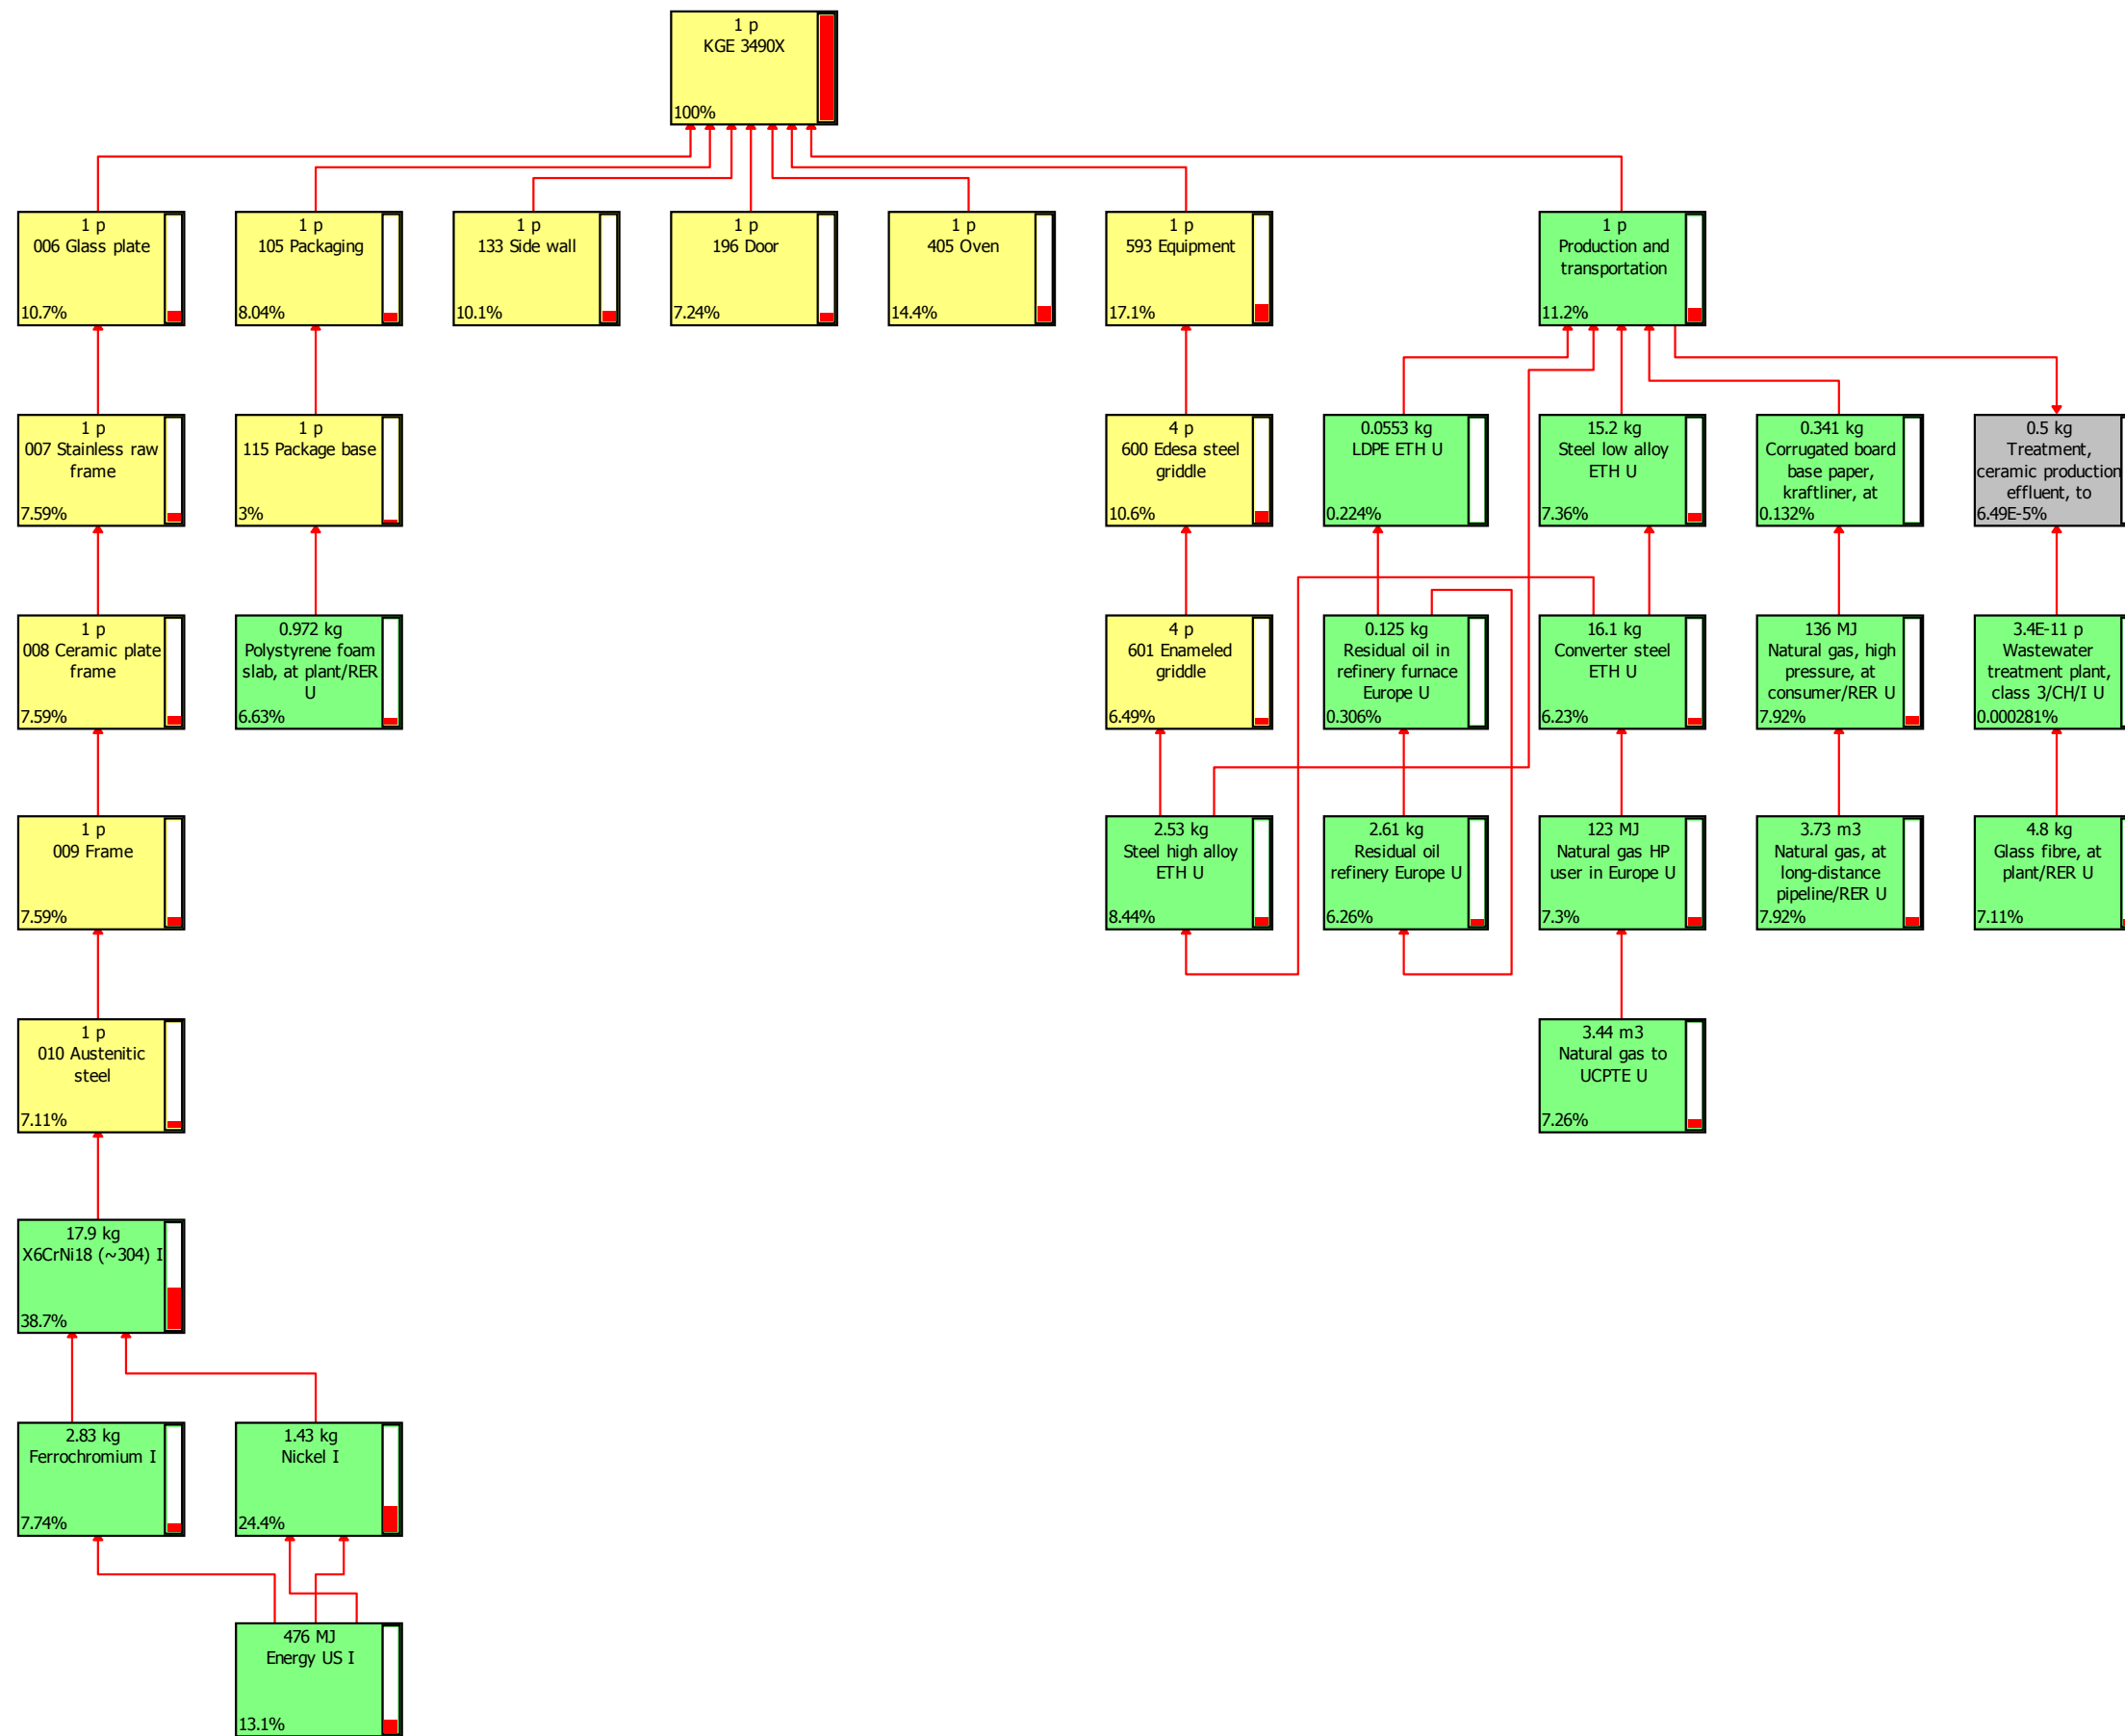 1 p
KGE 3490X
100%
1 p
006 Glass plate
10.7%
1 p
105 Packaging
8.04%
1 p
133 Side wall
10.1%
1 p
196 Door
7.24%
1 p
405 Oven
14.4%
1 p
593 Equipment
17.1%
1 p
Production and
transportation
11.2%
1 p
007 Stainless raw
frame
7.59%
1 p
115 Package base
3%
4 p
600 Edesa steel
griddle
10.6%
0.0553 kg
LDPE ETH U
0.224%
15.2 kg
Steel low alloy
ETH U
7.36%
0.341 kg
Corrugated board
base paper,
kraftliner, at
0.132%
0.5 kg
Treatment,
ceramic production
effluent, to
6.49E-5%
1 p
008 Ceramic plate
frame
7.59%
0.972 kg
Polystyrene foam
slab, at plant/RER
U
6.63%
4 p
601 Enameled
griddle
6.49%
0.125 kg
Residual oil in
refinery furnace
Europe U
0.306%
16.1 kg
Converter steel
ETH U
6.23%
136 MJ
Natural gas, high
pressure, at
consumer/RER U
7.92%
3.4E-11 p
Wastewater
treatment plant,
class 3/CH/I U
0.000281%
1 p
009 Frame
7.59%
2.53 kg
Steel high alloy
ETH U
8.44%
2.61 kg
Residual oil
refinery Europe U
6.26%
123 MJ
Natural gas HP
user in Europe U
7.3%
3.73 m3
Natural gas, at
long-distance
pipeline/RER U
7.92%
4.8 kg
Glass fibre, at
plant/RER U
7.11%
1 p
010 Austenitic
steel
7.11%
3.44 m3
Natural gas to
UCPTE U
7.26%
17.9 kg
X6CrNi18 (~304) I
38.7%
2.83 kg
Ferrochromium I
7.74%
1.43 kg
Nickel I
24.4%
476 MJ
Energy US I
13.1%